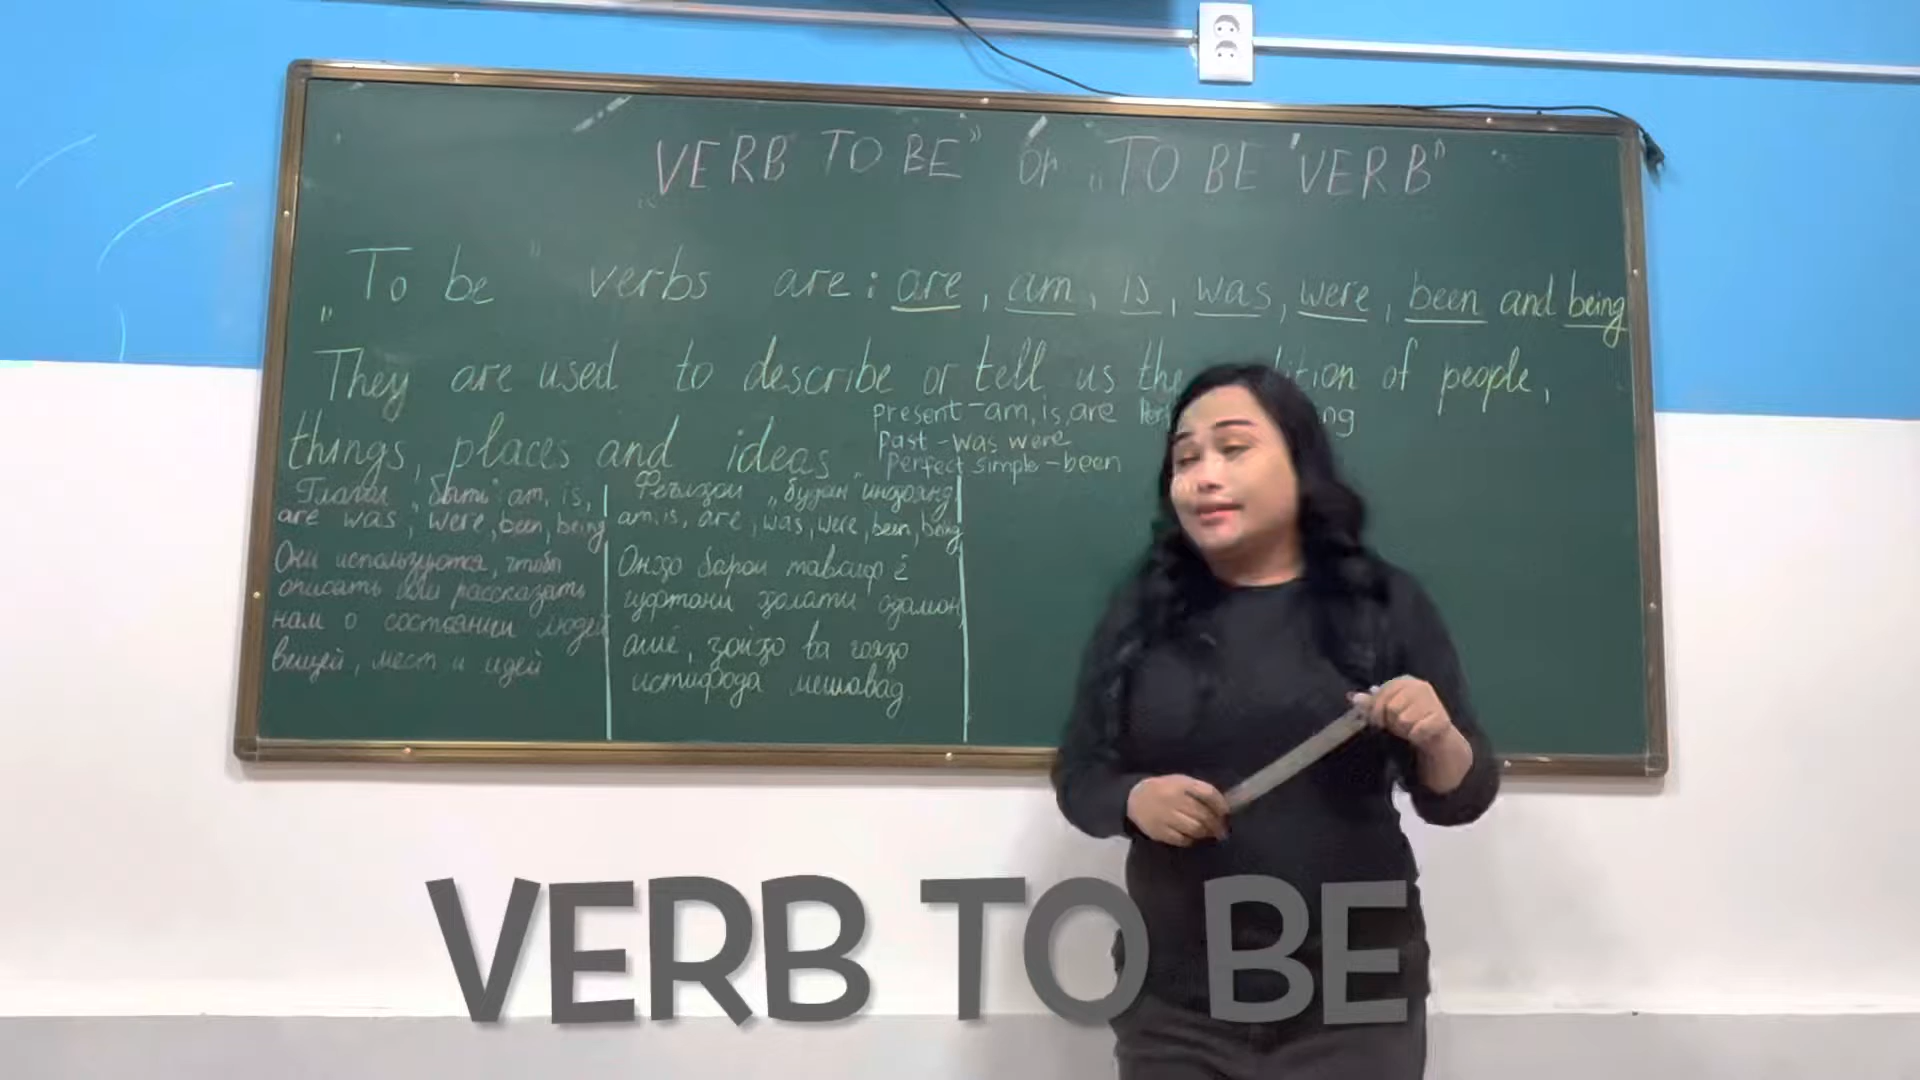 „VERB TO BE" or „TO BE "VERB"
„To be" verbs are: are, am, is, was, were, been and being
They are used to describe or tell us the of people,
things, places and ideas.
present - am, is, are
Past - was were
Perfect simple - been
Глагол „быть" am, is,
are was, were, been, being
Они используются, чтобы
описать или рассказать
нам о состоянии людей
вещей, мест и идей
Феълҳои „будан" инҳоянд
am, is, are, was, were, been, being
Онҳо барои тавсиф ё
гуфтани ҳолати одамон
ашё, ҷойҳо ва ғояҳо
истифода мешавад.
VERB TO BE